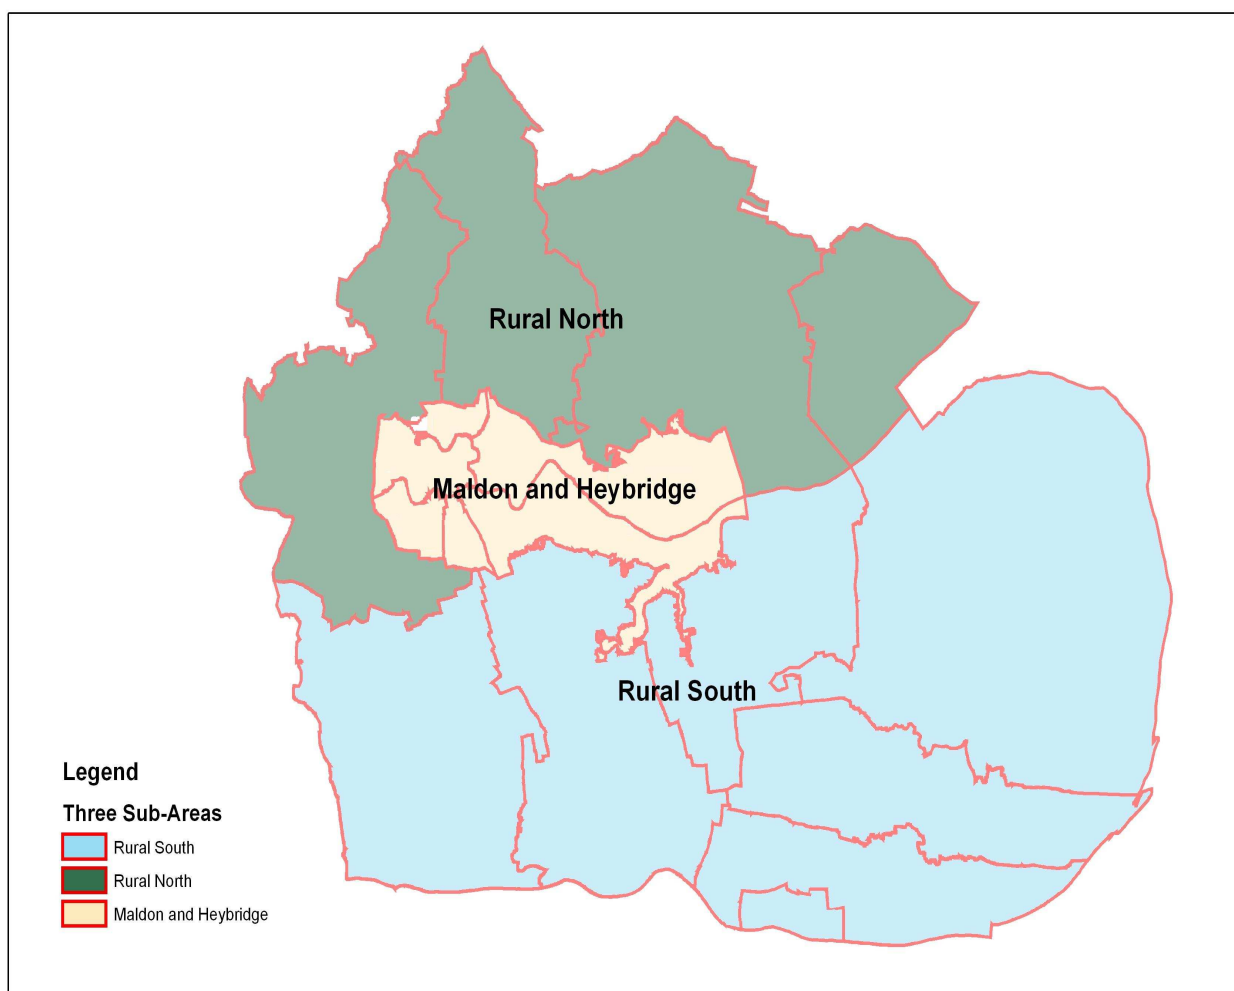 Rural North
Maldon and Heybridge
Rural South
Legend
Three Sub-Areas
Rural South
Rural North
Maldon and Heybridge